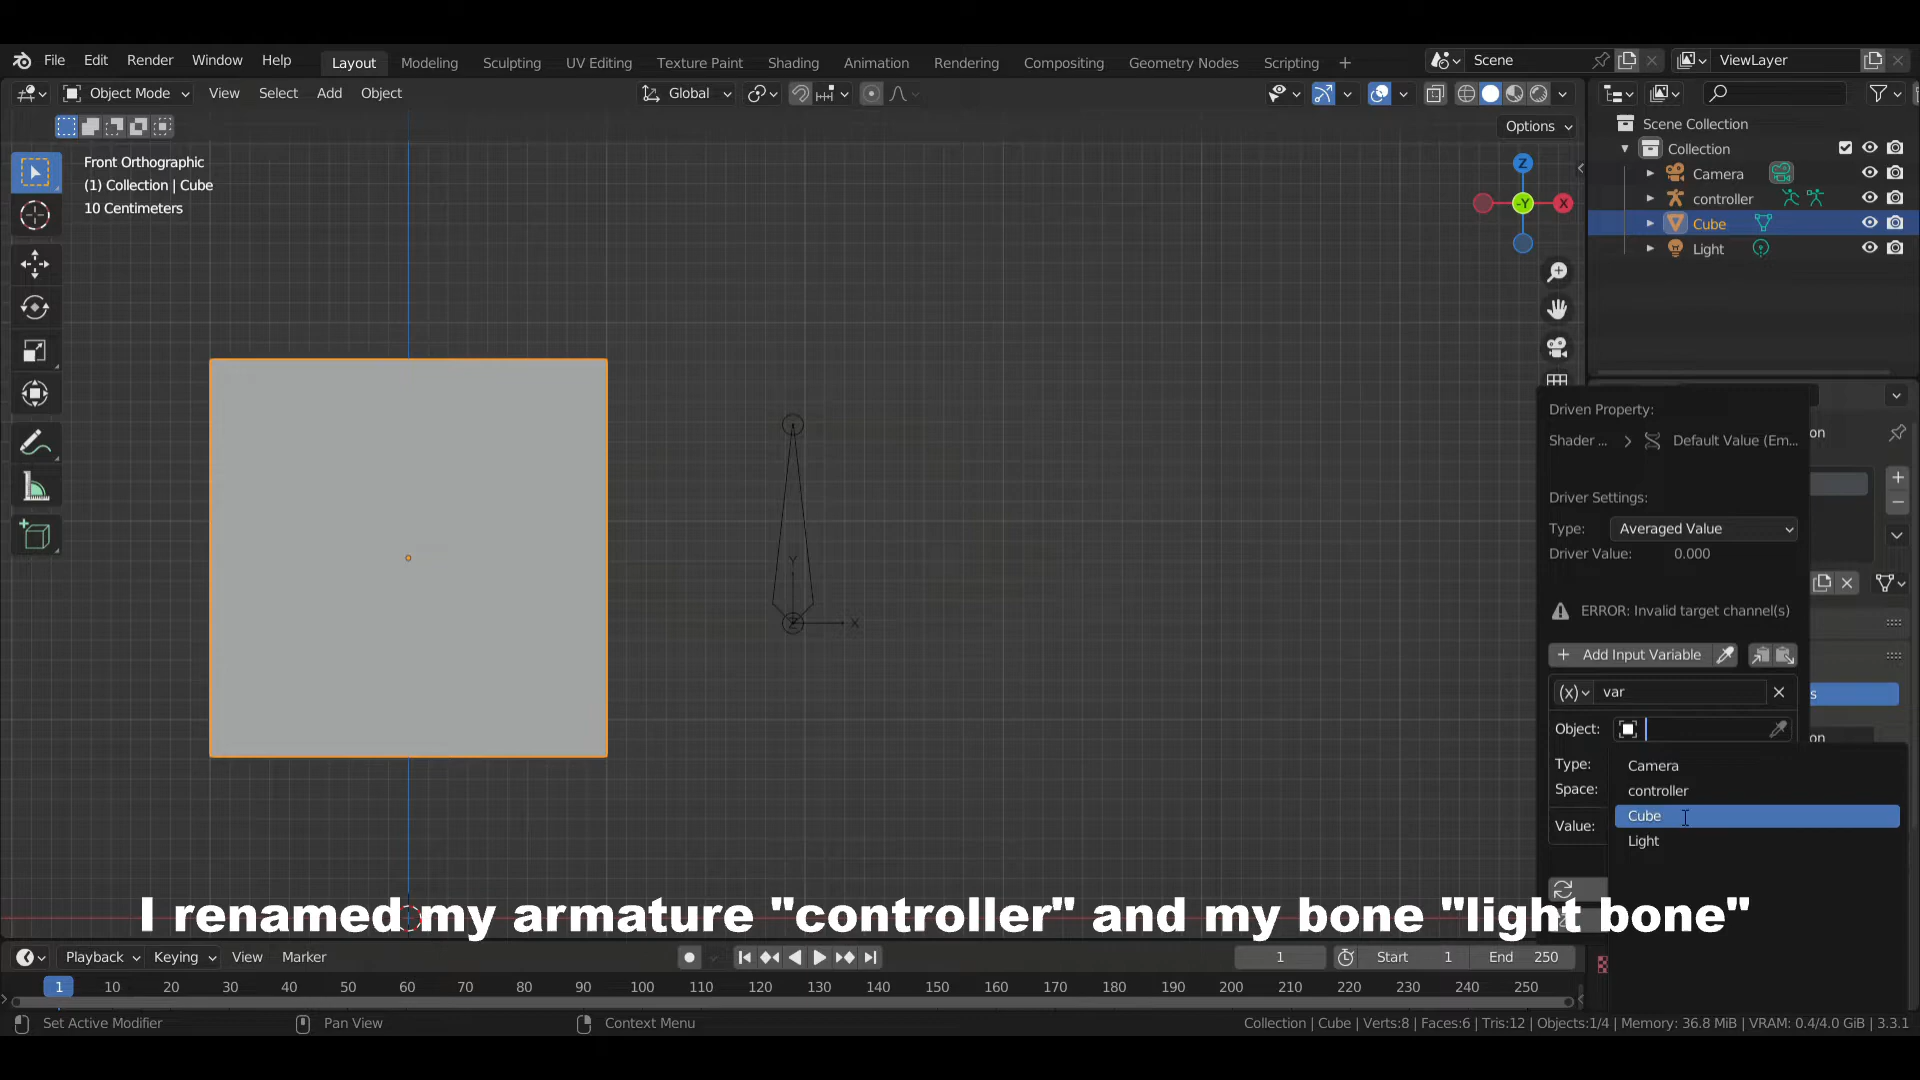 File Edit Render Window Help Layout Modeling Sculpting UV Editing Texture Paint Shading Animation Rendering Compositing Geometry Nodes Scripting + Scene ViewLayer
Object Mode View Select Add Object Global
Options
Front Orthographic
(1) Collection | Cube
10 Centimeters
Z
-Y X
Scene Collection
Collection
Camera
controller
Cube
Light
Y
Z X
Driven Property:
Shader ... > Default Value (Em...
on
Driver Settings:
Type: Averaged Value
Driver Value: 0.000
ERROR: Invalid target channel(s)
+ Add Input Variable
(x) var
s
Object:
on
Type:
Space:
Value:
Camera
controller
Cube
Light
I renamed my armature "controller" and my bone "light bone"
Playback Keying View Marker 1 Start 1 End 250
1 10 20 30 40 50 60 70 80 90 100 110 120 130 140 150 160 170 180 190 200 210 220 230 240 250
Set Active Modifier Pan View Context Menu Collection | Cube | Verts:8 | Faces:6 | Tris:12 | Objects:1/4 | Memory: 36.8 MiB | VRAM: 0.4/4.0 GiB | 3.3.1